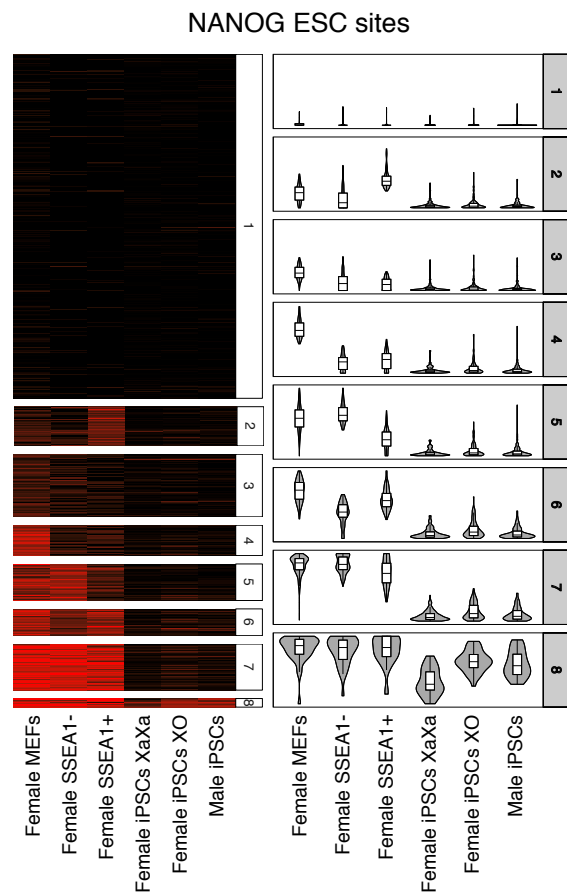 NANOG ESC sites
1
2
3
4
5
6
7
8
1
2
3
4
5
6
7
8
Female MEFs
Female SSEA1-
Female SSEA1+
Female iPSCs XaXa
Female iPSCs XO
Male iPSCs
Female MEFs
Female SSEA1-
Female SSEA1+
Female iPSCs XaXa
Female iPSCs XO
Male iPSCs